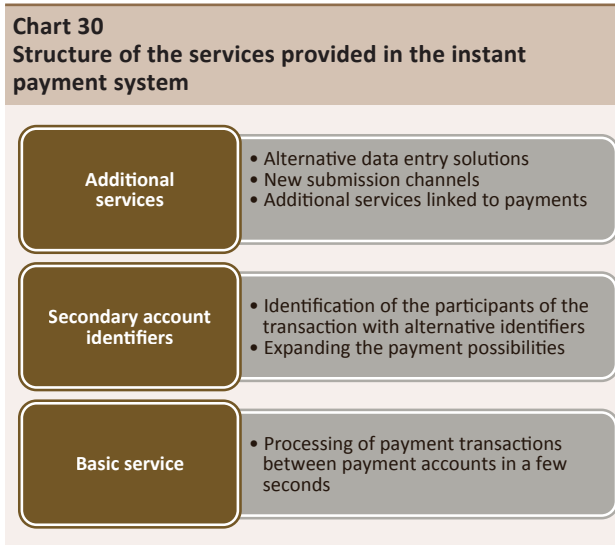 Chart 30
Structure of the services provided in the instant
payment system
Additional
services
• Alternative data entry solutions
• New submission channels
• Additional services linked to payments
Secondary account
identifiers
• Identification of the participants of the
transaction with alternative identifiers
• Expanding the payment possibilities
Basic service
• Processing of payment transactions
between payment accounts in a few
seconds